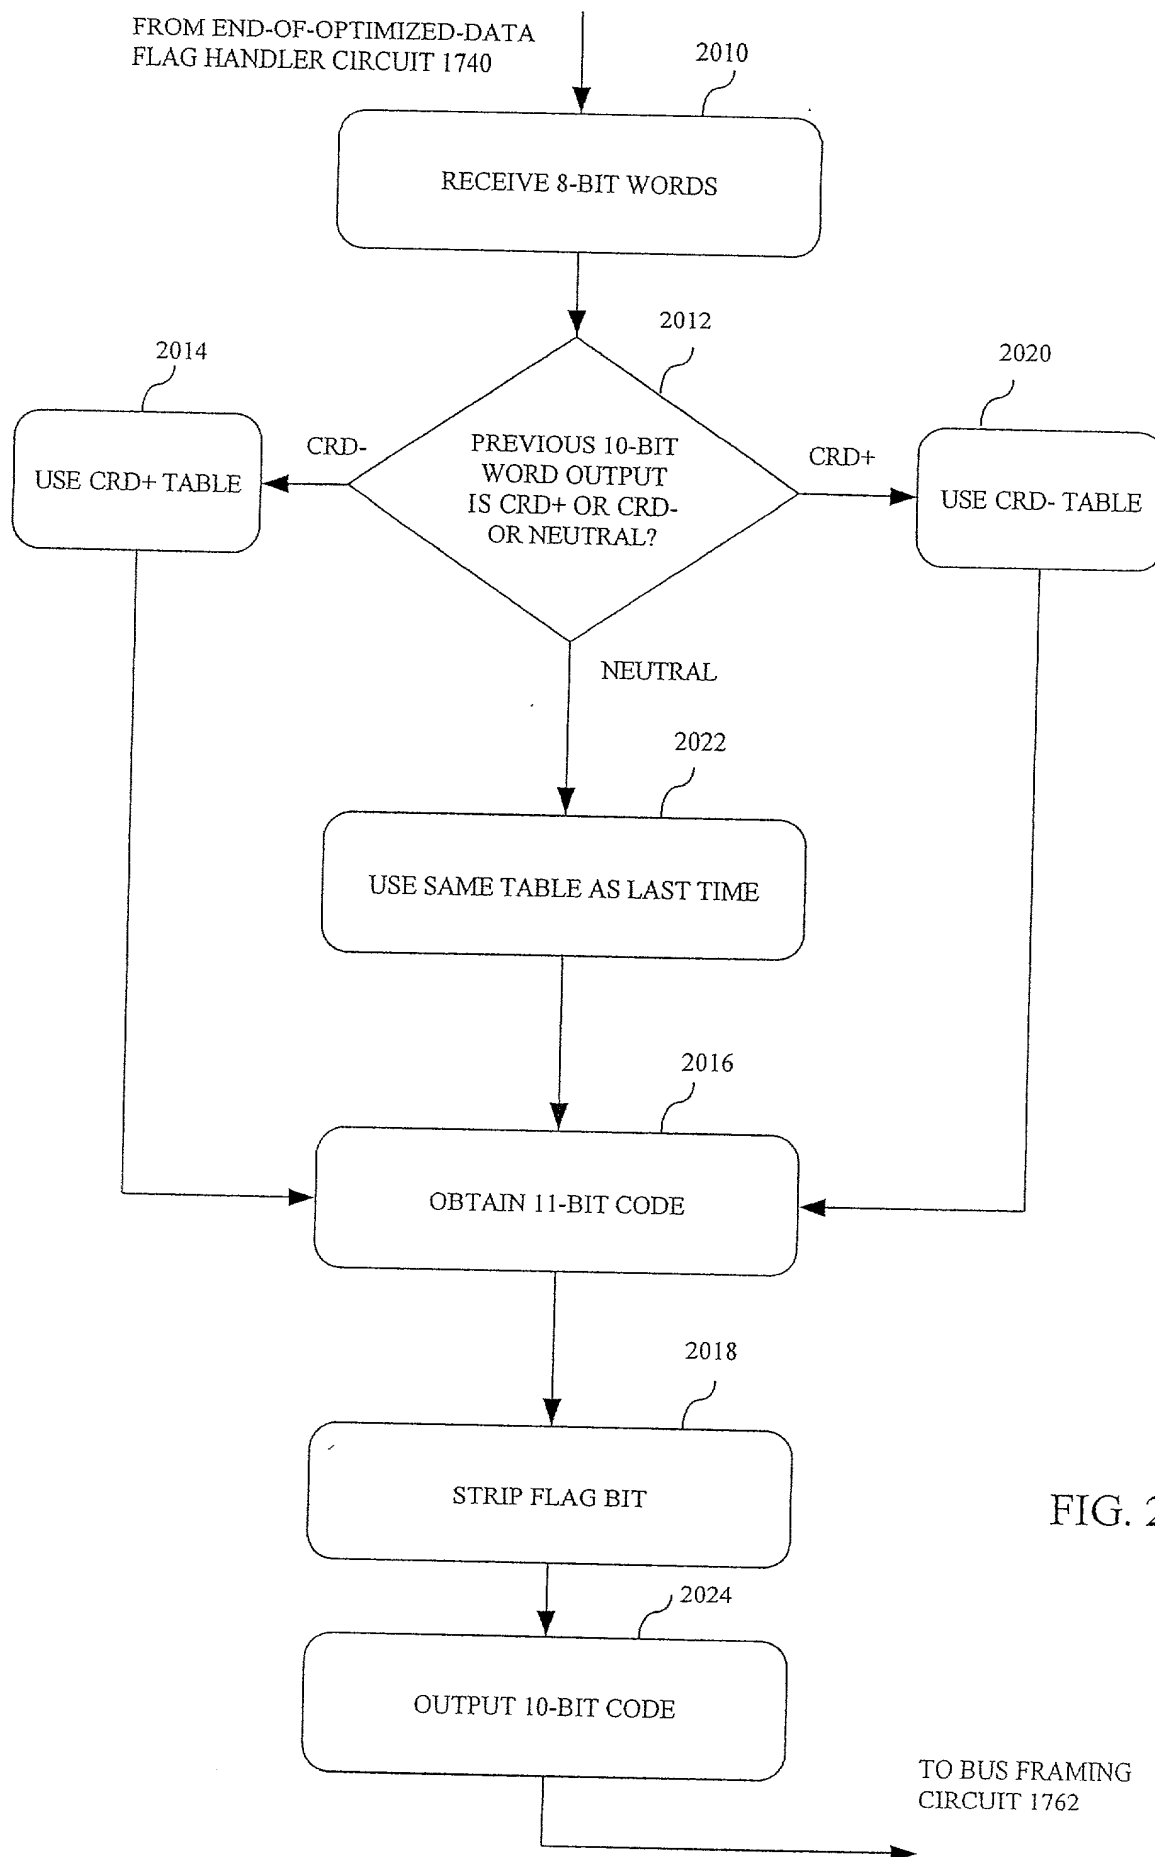 FROM END-OF-OPTIMIZED-DATA
FLAG HANDLER CIRCUIT 1740
2010
RECEIVE 8-BIT WORDS
2012
2014
2020
CRD-
PREVIOUS 10-BIT
WORD OUTPUT
IS CRD+ OR CRD-
OR NEUTRAL?
CRD+
USE CRD+ TABLE
USE CRD- TABLE
NEUTRAL
2022
USE SAME TABLE AS LAST TIME
2016
OBTAIN 11-BIT CODE
2018
STRIP FLAG BIT
FIG. 2
2024
OUTPUT 10-BIT CODE
TO BUS FRAMING
CIRCUIT 1762